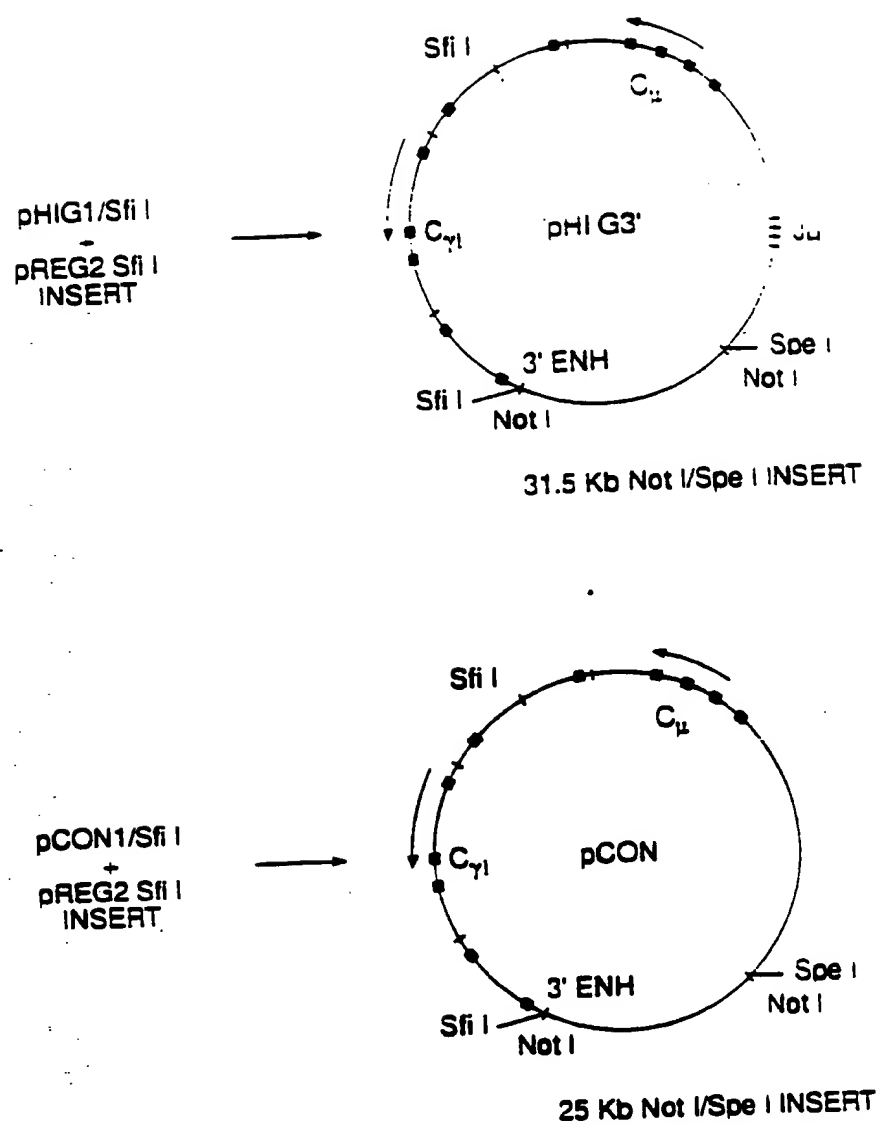 Sfi I
Cμ
pHIG1/Sfi I
+
pREG2 Sfi I
INSERT
Cγ1
pHIG3'
3' ENH
Spe I
Not I
Sfi I
Not I
31.5 Kb Not I/Spe I INSERT
Sfi I
Cμ
pCON1/Sfi I
+
pREG2 Sfi I
INSERT
Cγ1
pCON
3' ENH
Spe I
Not I
Sfi I
Not I
25 Kb Not I/Spe I INSERT